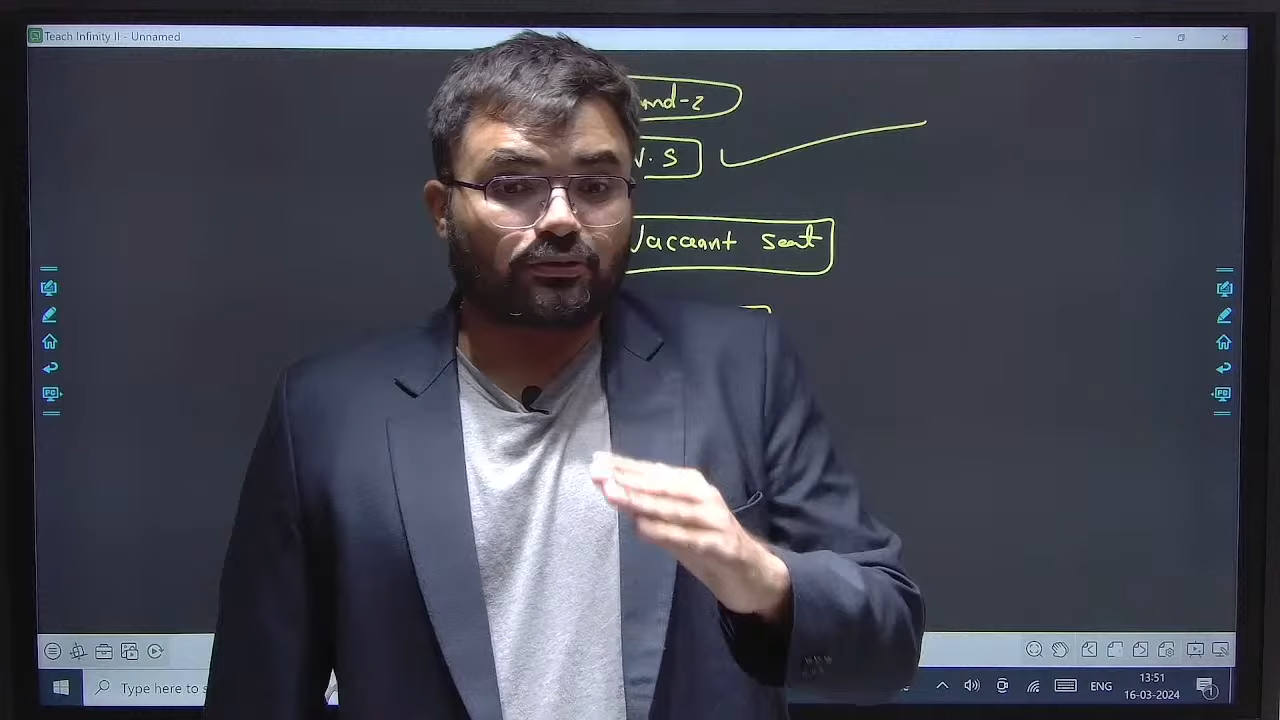 Teach Infinity II - Unnamed
nd-2
V.S
Vacaant seat
Type here to s
ENG
13:51
16-03-2024